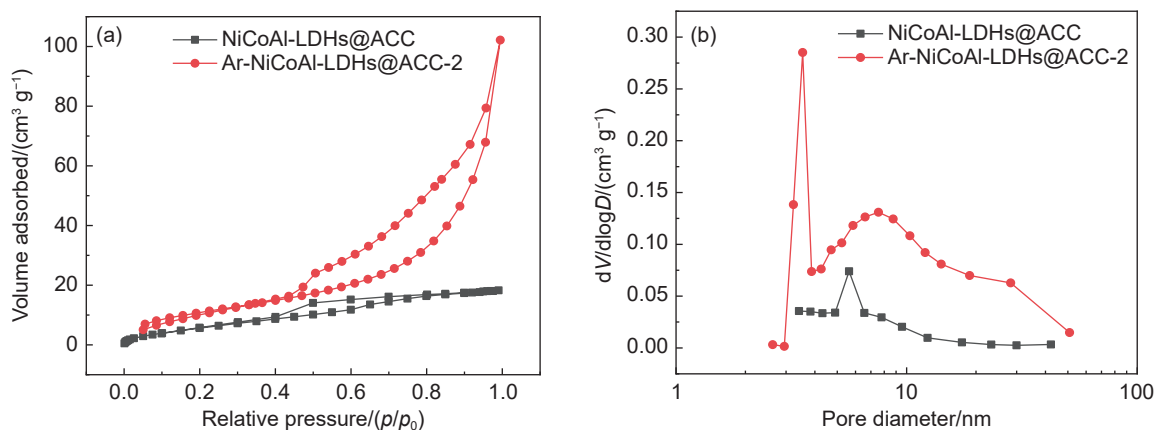 (a)
NiCoAl-LDHs@ACC
Ar-NiCoAl-LDHs@ACC-2
100
80
60
40
20
0
Volume adsorbed/(cm³ g⁻¹)
0.0 0.2 0.4 0.6 0.8 1.0
Relative pressure/(p/p₀)
(b)
NiCoAl-LDHs@ACC
Ar-NiCoAl-LDHs@ACC-2
0.30
0.25
0.20
0.15
0.10
0.05
0.00
dV/dlogD/(cm³ g⁻¹)
1 10 100
Pore diameter/nm